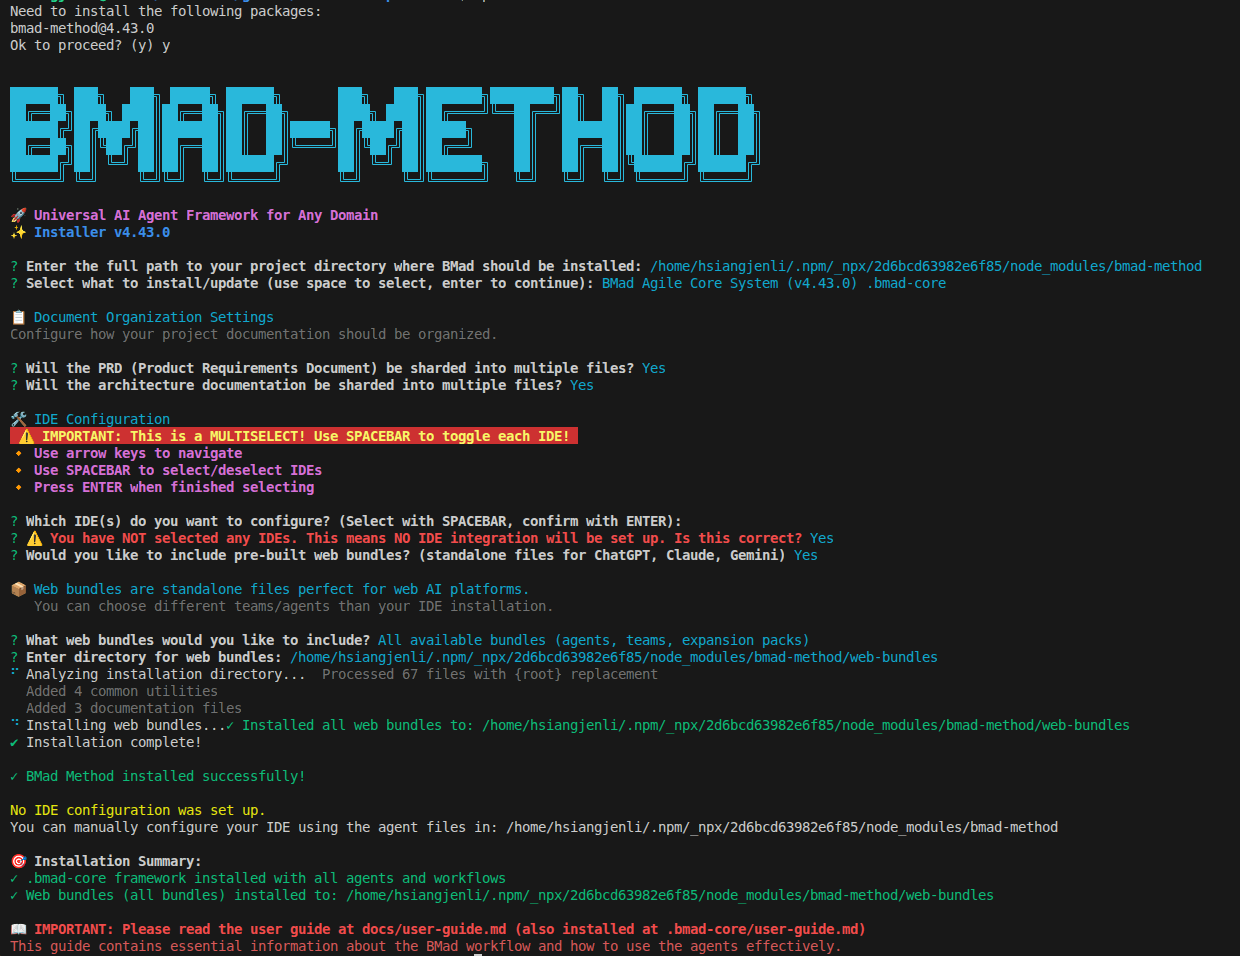 Need to install the following packages:
bmad-method@4.43.0
Ok to proceed? (y) y
BMAD-METHOD
🚀 Universal AI Agent Framework for Any Domain
✨ Installer v4.43.0
? Enter the full path to your project directory where BMad should be installed: /home/hsiangjenli/.npm/_npx/2d6bcd63982e6f85/node_modules/bmad-method
? Select what to install/update (use space to select, enter to continue): BMad Agile Core System (v4.43.0) .bmad-core
📋 Document Organization Settings
Configure how your project documentation should be organized.
? Will the PRD (Product Requirements Document) be sharded into multiple files? Yes
? Will the architecture documentation be sharded into multiple files? Yes
🛠️ IDE Configuration
⚠️ IMPORTANT: This is a MULTISELECT! Use SPACEBAR to toggle each IDE!
🔸 Use arrow keys to navigate
🔸 Use SPACEBAR to select/deselect IDEs
🔸 Press ENTER when finished selecting
? Which IDE(s) do you want to configure? (Select with SPACEBAR, confirm with ENTER):
? ⚠️ You have NOT selected any IDEs. This means NO IDE integration will be set up. Is this correct? Yes
? Would you like to include pre-built web bundles? (standalone files for ChatGPT, Claude, Gemini) Yes
📦 Web bundles are standalone files perfect for web AI platforms.
You can choose different teams/agents than your IDE installation.
? What web bundles would you like to include? All available bundles (agents, teams, expansion packs)
? Enter directory for web bundles: /home/hsiangjenli/.npm/_npx/2d6bcd63982e6f85/node_modules/bmad-method/web-bundles
⠋ Analyzing installation directory...  Processed 67 files with {root} replacement
Added 4 common utilities
Added 3 documentation files
⠙ Installing web bundles...✓ Installed all web bundles to: /home/hsiangjenli/.npm/_npx/2d6bcd63982e6f85/node_modules/bmad-method/web-bundles
✔ Installation complete!
✓ BMad Method installed successfully!
No IDE configuration was set up.
You can manually configure your IDE using the agent files in: /home/hsiangjenli/.npm/_npx/2d6bcd63982e6f85/node_modules/bmad-method
🎯 Installation Summary:
✓ .bmad-core framework installed with all agents and workflows
✓ Web bundles (all bundles) installed to: /home/hsiangjenli/.npm/_npx/2d6bcd63982e6f85/node_modules/bmad-method/web-bundles
📖 IMPORTANT: Please read the user guide at docs/user-guide.md (also installed at .bmad-core/user-guide.md)
This guide contains essential information about the BMad workflow and how to use the agents effectively.